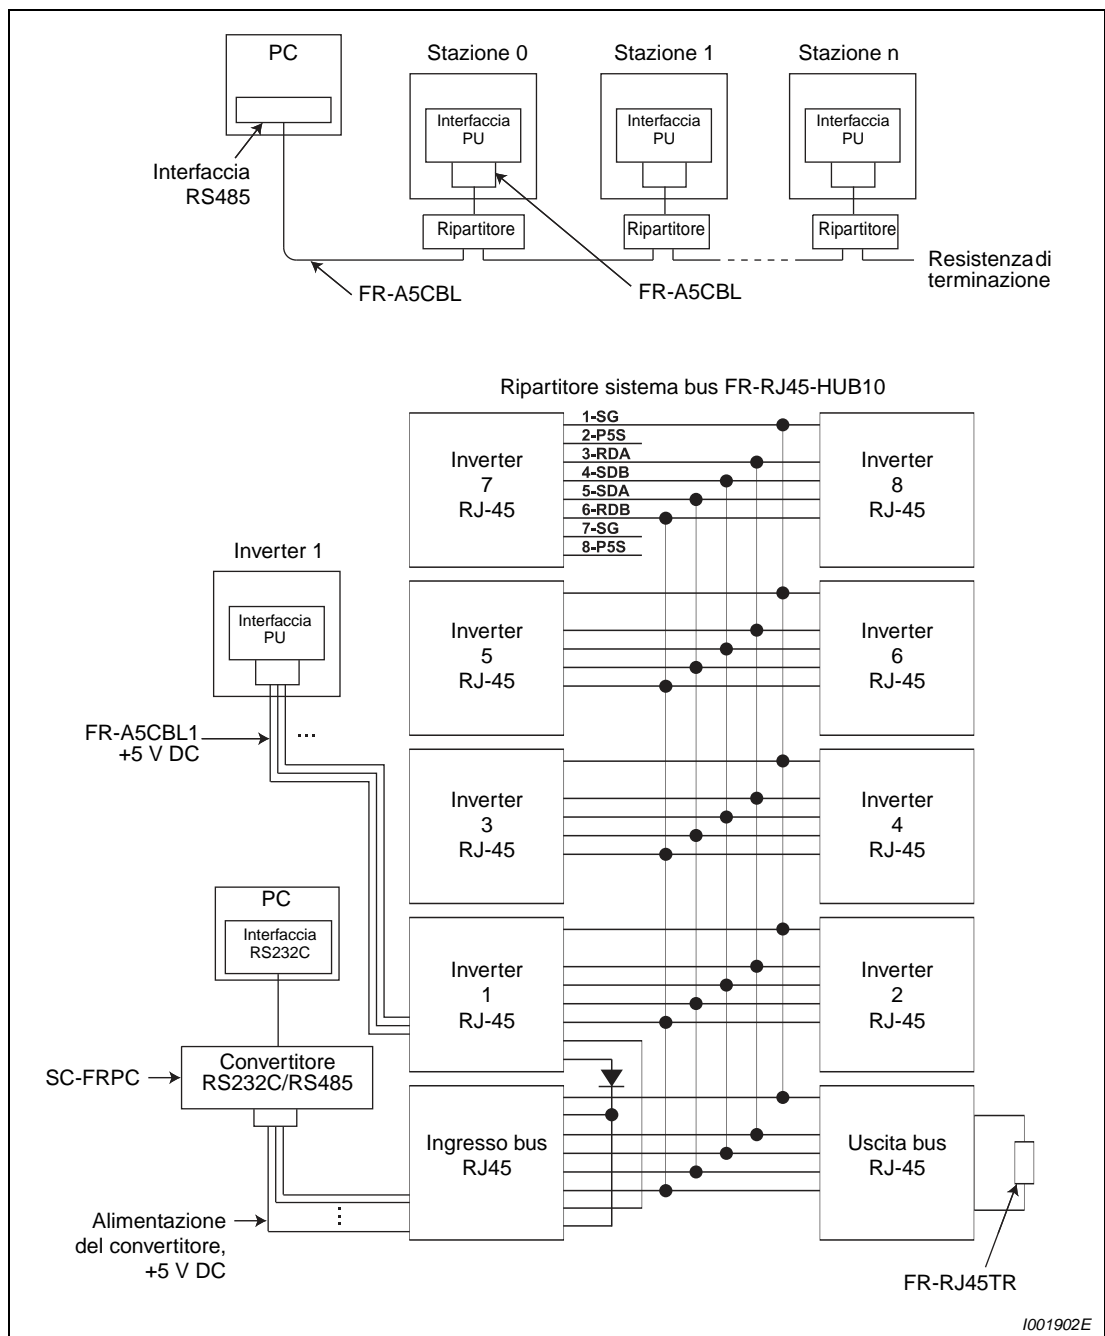 PC
Stazione 0
Stazione 1
Stazione n
Interfaccia
PU
Interfaccia
PU
Interfaccia
PU
Interfaccia
RS485
Ripartitore
Ripartitore
Ripartitore
Resistenza di
terminazione
FR-A5CBL
FR-A5CBL
Ripartitore sistema bus FR-RJ45-HUB10
Inverter
7
RJ-45
1-SG
2-P5S
3-RDA
4-SDB
5-SDA
6-RDB
7-SG
8-P5S
Inverter
8
RJ-45
Inverter 1
Interfaccia
PU
FR-A5CBL1
+5 V DC
...
Inverter
5
RJ-45
Inverter
6
RJ-45
Inverter
3
RJ-45
Inverter
4
RJ-45
PC
Interfaccia
RS232C
Inverter
1
RJ-45
Inverter
2
RJ-45
SC-FRPC
Convertitore
RS232C/RS485
Ingresso bus
RJ45
Uscita bus
RJ-45
Alimentazione
del convertitore,
+5 V DC
...
FR-RJ45TR
I001902E